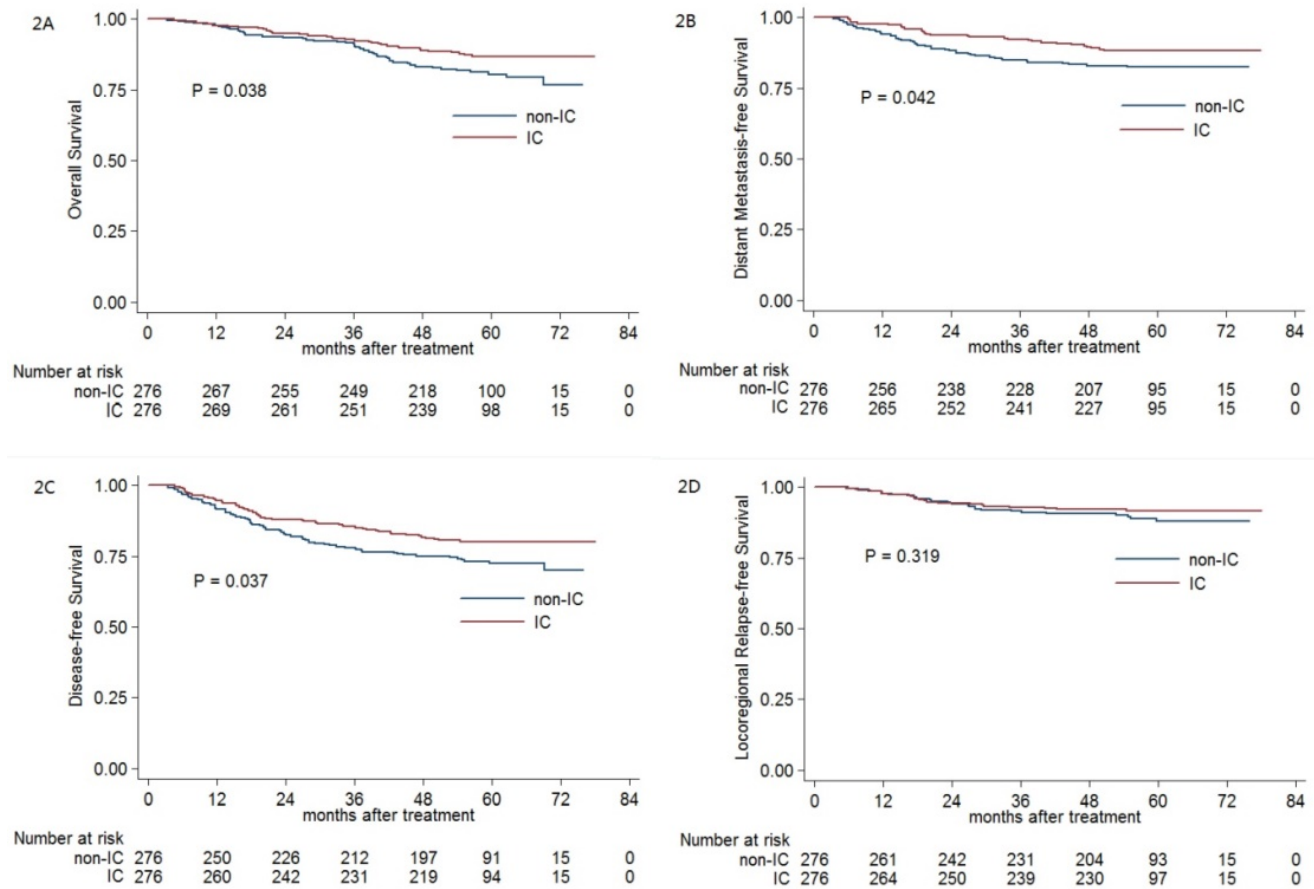 2A
Overall Survival
1.00
0.75
0.50
0.25
0.00
P = 0.038
non-IC
IC
0 12 24 36 48 60 72 84
months after treatment
Number at risk
non-IC 276 267 255 249 218 100 15 0
IC 276 269 261 251 239 98 15 0
2B
Distant Metastasis-free Survival
1.00
0.75
0.50
0.25
0.00
P = 0.042
non-IC
IC
0 12 24 36 48 60 72 84
months after treatment
Number at risk
non-IC 276 256 238 228 207 95 15 0
IC 276 265 252 241 227 95 15 0
2C
Disease-free Survival
1.00
0.75
0.50
0.25
0.00
P = 0.037
non-IC
IC
0 12 24 36 48 60 72 84
months after treatment
Number at risk
non-IC 276 250 226 212 197 91 15 0
IC 276 260 242 231 219 94 15 0
2D
Locoregional Relapse-free Survival
1.00
0.75
0.50
0.25
0.00
P = 0.319
non-IC
IC
0 12 24 36 48 60 72 84
months after treatment
Number at risk
non-IC 276 261 242 231 204 93 15 0
IC 276 264 250 239 230 97 15 0